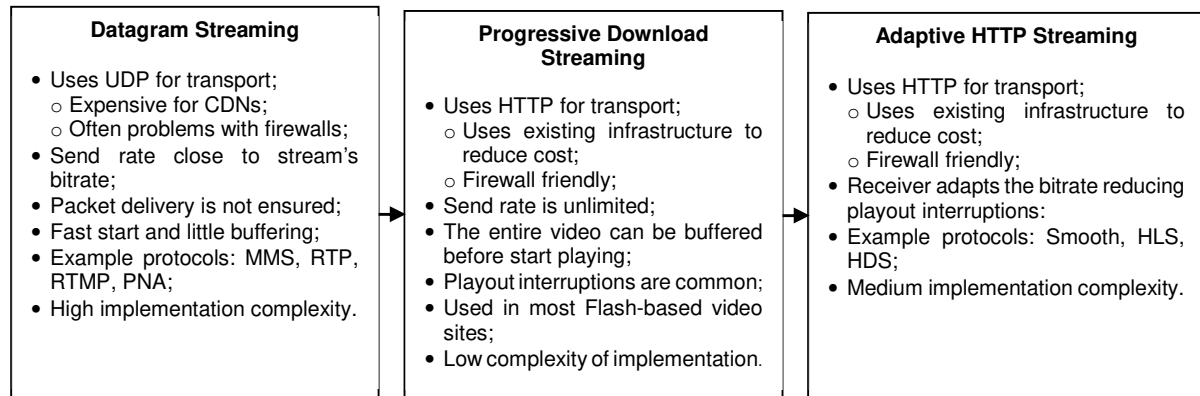 Datagram Streaming
• Uses UDP for transport;
o Expensive for CDNs;
o Often problems with firewalls;
• Send rate close to stream's
bitrate;
• Packet delivery is not ensured;
• Fast start and little buffering;
• Example protocols: MMS, RTP,
RTMP, PNA;
• High implementation complexity.
Progressive Download
Streaming
• Uses HTTP for transport;
o Uses existing infrastructure to
reduce cost;
o Firewall friendly;
• Send rate is unlimited;
• The entire video can be buffered
before start playing;
• Playout interruptions are common;
• Used in most Flash-based video
sites;
• Low complexity of implementation.
Adaptive HTTP Streaming
• Uses HTTP for transport;
o Uses existing infrastructure to
reduce cost;
o Firewall friendly;
• Receiver adapts the bitrate reducing
playout interruptions:
• Example protocols: Smooth, HLS,
HDS;
• Medium implementation complexity.